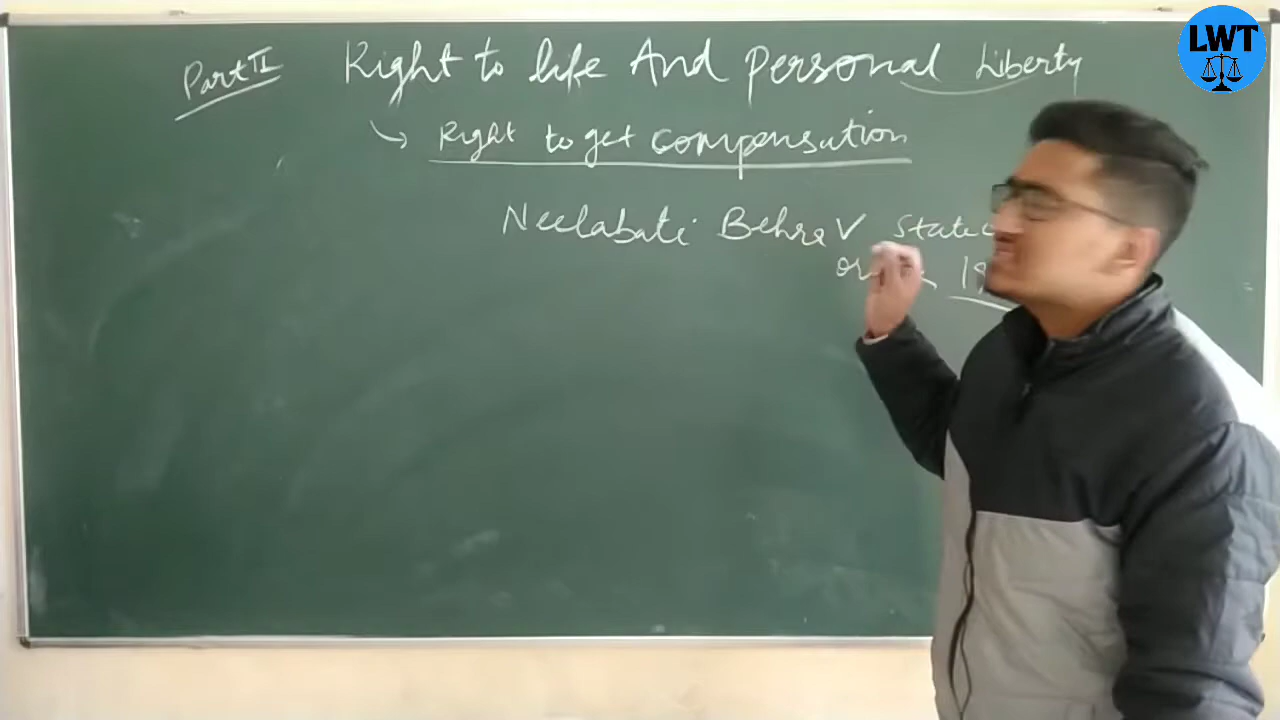 LWT
Part II
Right to life And Personal Liberty
Right to get compensation
Neelabati Behra V State